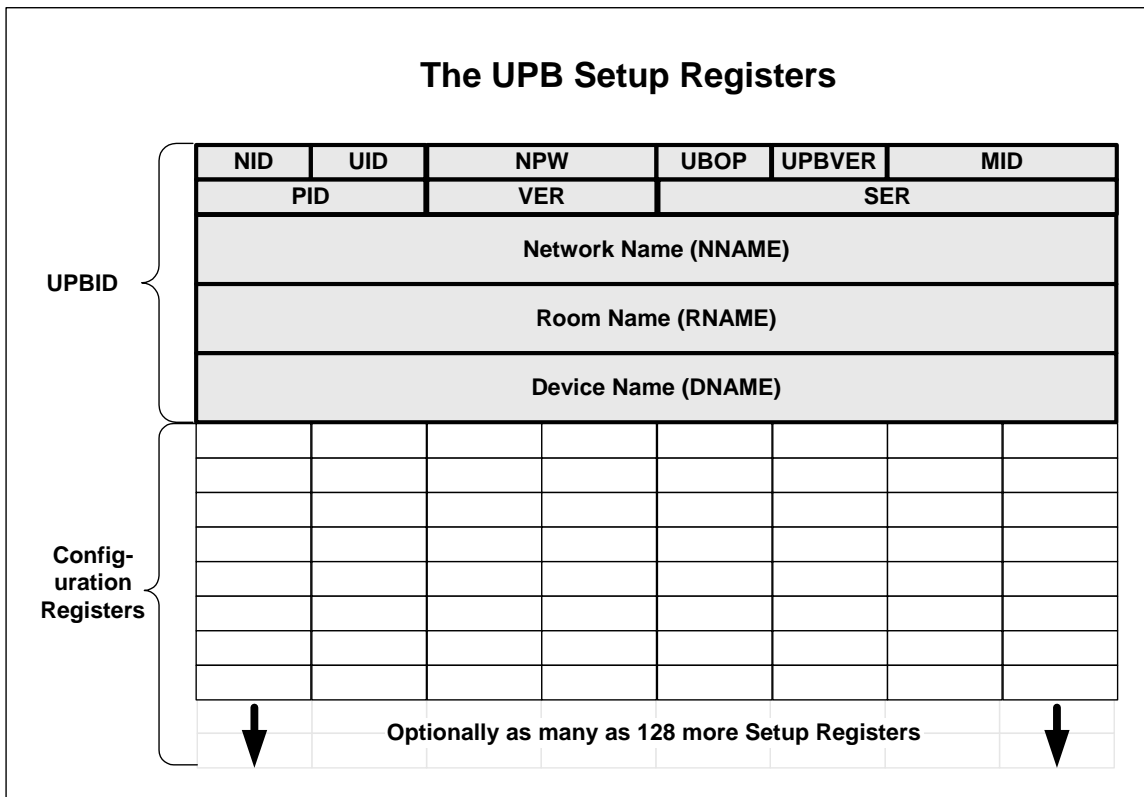 The UPB Setup Registers
NID UID NPW UBOP UPBVER MID
PID VER SER
Network Name (NNAME)
UPBID
Room Name (RNAME)
Device Name (DNAME)
Config-
uration
Registers
Optionally as many as 128 more Setup Registers